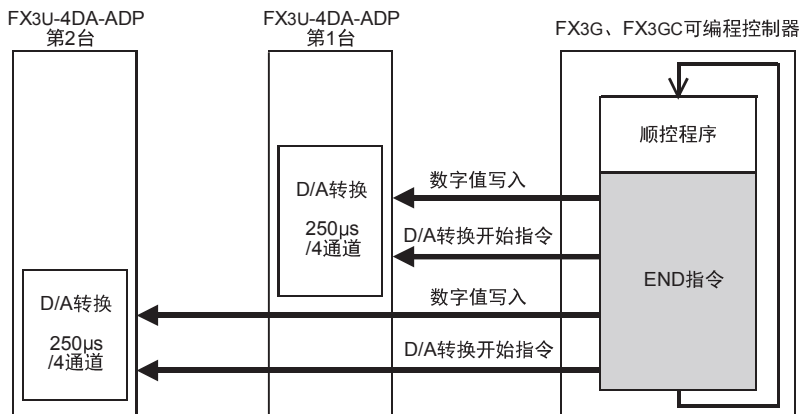 FX3U-4DA-ADP
第2台
FX3U-4DA-ADP
第1台
FX3G、FX3GC可编程控制器
顺控程序
D/A转换
250μs
/4通道
数字值写入
D/A转换开始指令
END指令
D/A转换
250μs
/4通道
数字值写入
D/A转换开始指令